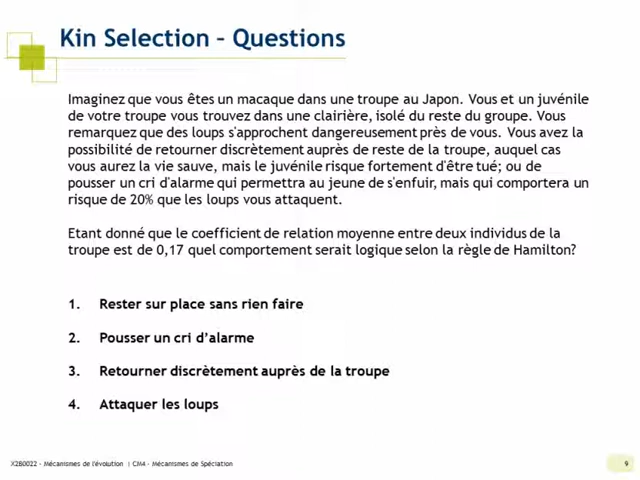 Kin Selection – Questions
Imaginez que vous êtes un macaque dans une troupe au Japon. Vous et un juvénile
de votre troupe vous trouvez dans une clairière, isolé du reste du groupe. Vous
remarquez que des loups s'approchent dangereusement près de vous. Vous avez la
possibilité de retourner discrètement auprès de reste de la troupe, auquel cas
vous aurez la vie sauve, mais le juvénile risque fortement d'être tué; ou de
pousser un cri d'alarme qui permettra au jeune de s'enfuir, mais qui comportera un
risque de 20% que les loups vous attaquent.
Etant donné que le coefficient de relation moyenne entre deux individus de la
troupe est de 0,17 quel comportement serait logique selon la règle de Hamilton?
1. Rester sur place sans rien faire
2. Pousser un cri d'alarme
3. Retourner discrètement auprès de la troupe
4. Attaquer les loups
X2B0022 – Mécanismes de l'évolution | CM4 – Mécanismes de Spéciation
9